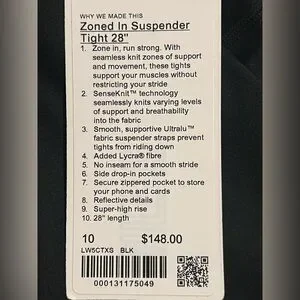 WHY WE MADE THIS
Zoned In Suspender
Tight 28"
1. Zone in, run strong. With
seamless knit zones of support
and movement, these tights
support your muscles without
restricting your stride
2. SenseKnit™ technology
seamlessly knits varying levels
of support and breathability
into the fabric
3. Smooth, supportive Ultralu™
fabric suspender straps prevent
tights from riding down
4. Added Lycra® fibre
5. No inseam for a smooth stride
6. Side drop-in pockets
7. Secure zippered pocket to store
your phone and cards
8. Reflective details
9. Super-high rise
10. 28" length
10 $148.00
LW5CTXS BLK
000131175049